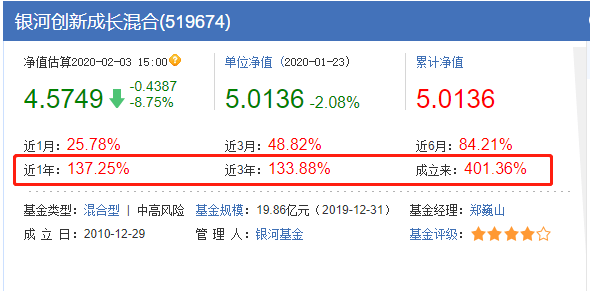 银河创新成长混合(519674)
净值估算2020-02-03 15:00 单位净值 (2020-01-23) 累计净值
4.5749 -0.4387 -8.75% 5.0136 -2.08% 5.0136
近1月：25.78% 近3月：48.82% 近6月：84.21%
近1年：137.25% 近3年：133.88% 成立来：401.36%
基金类型：混合型 | 中高风险 基金规模：19.86亿元（2019-12-31） 基金经理：郑巍山
成 立 日：2010-12-29 管 理 人：银河基金 基金评级：